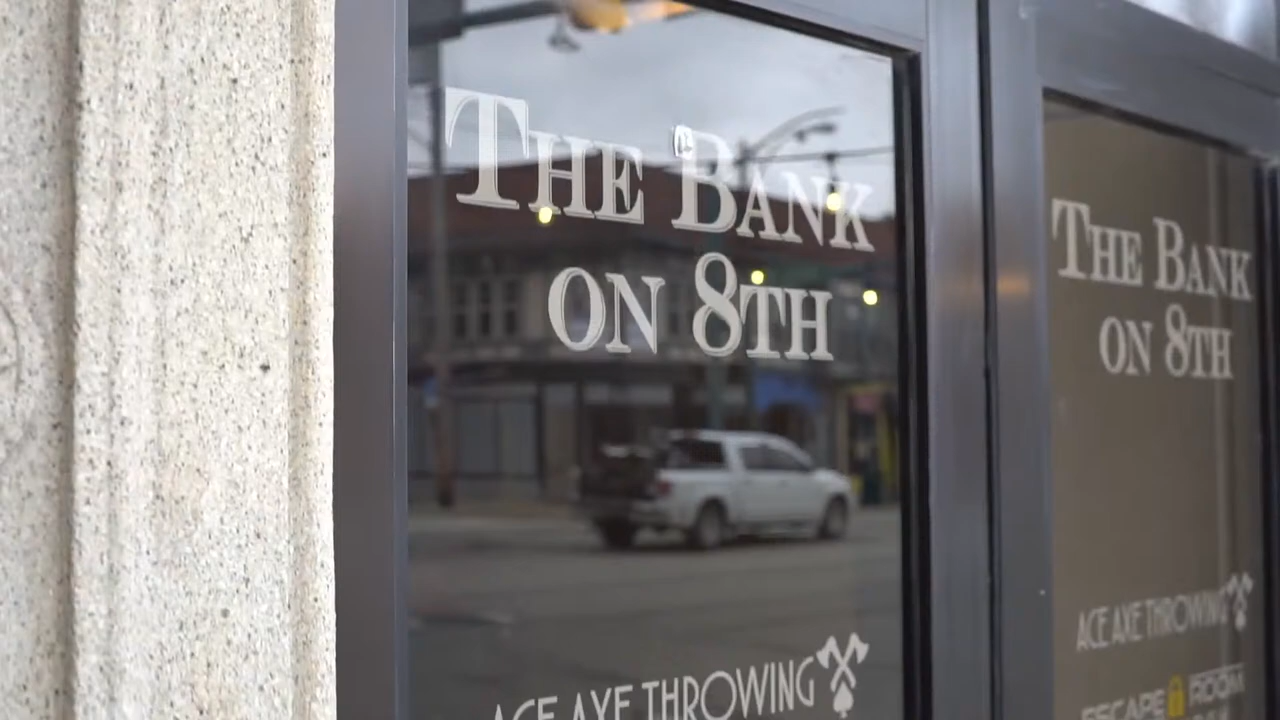 THE BANK
ON 8TH
ACE AXE THROWING
THE BANK
ON 8TH
ACE AXE THROWING
ESCAPE ROOM